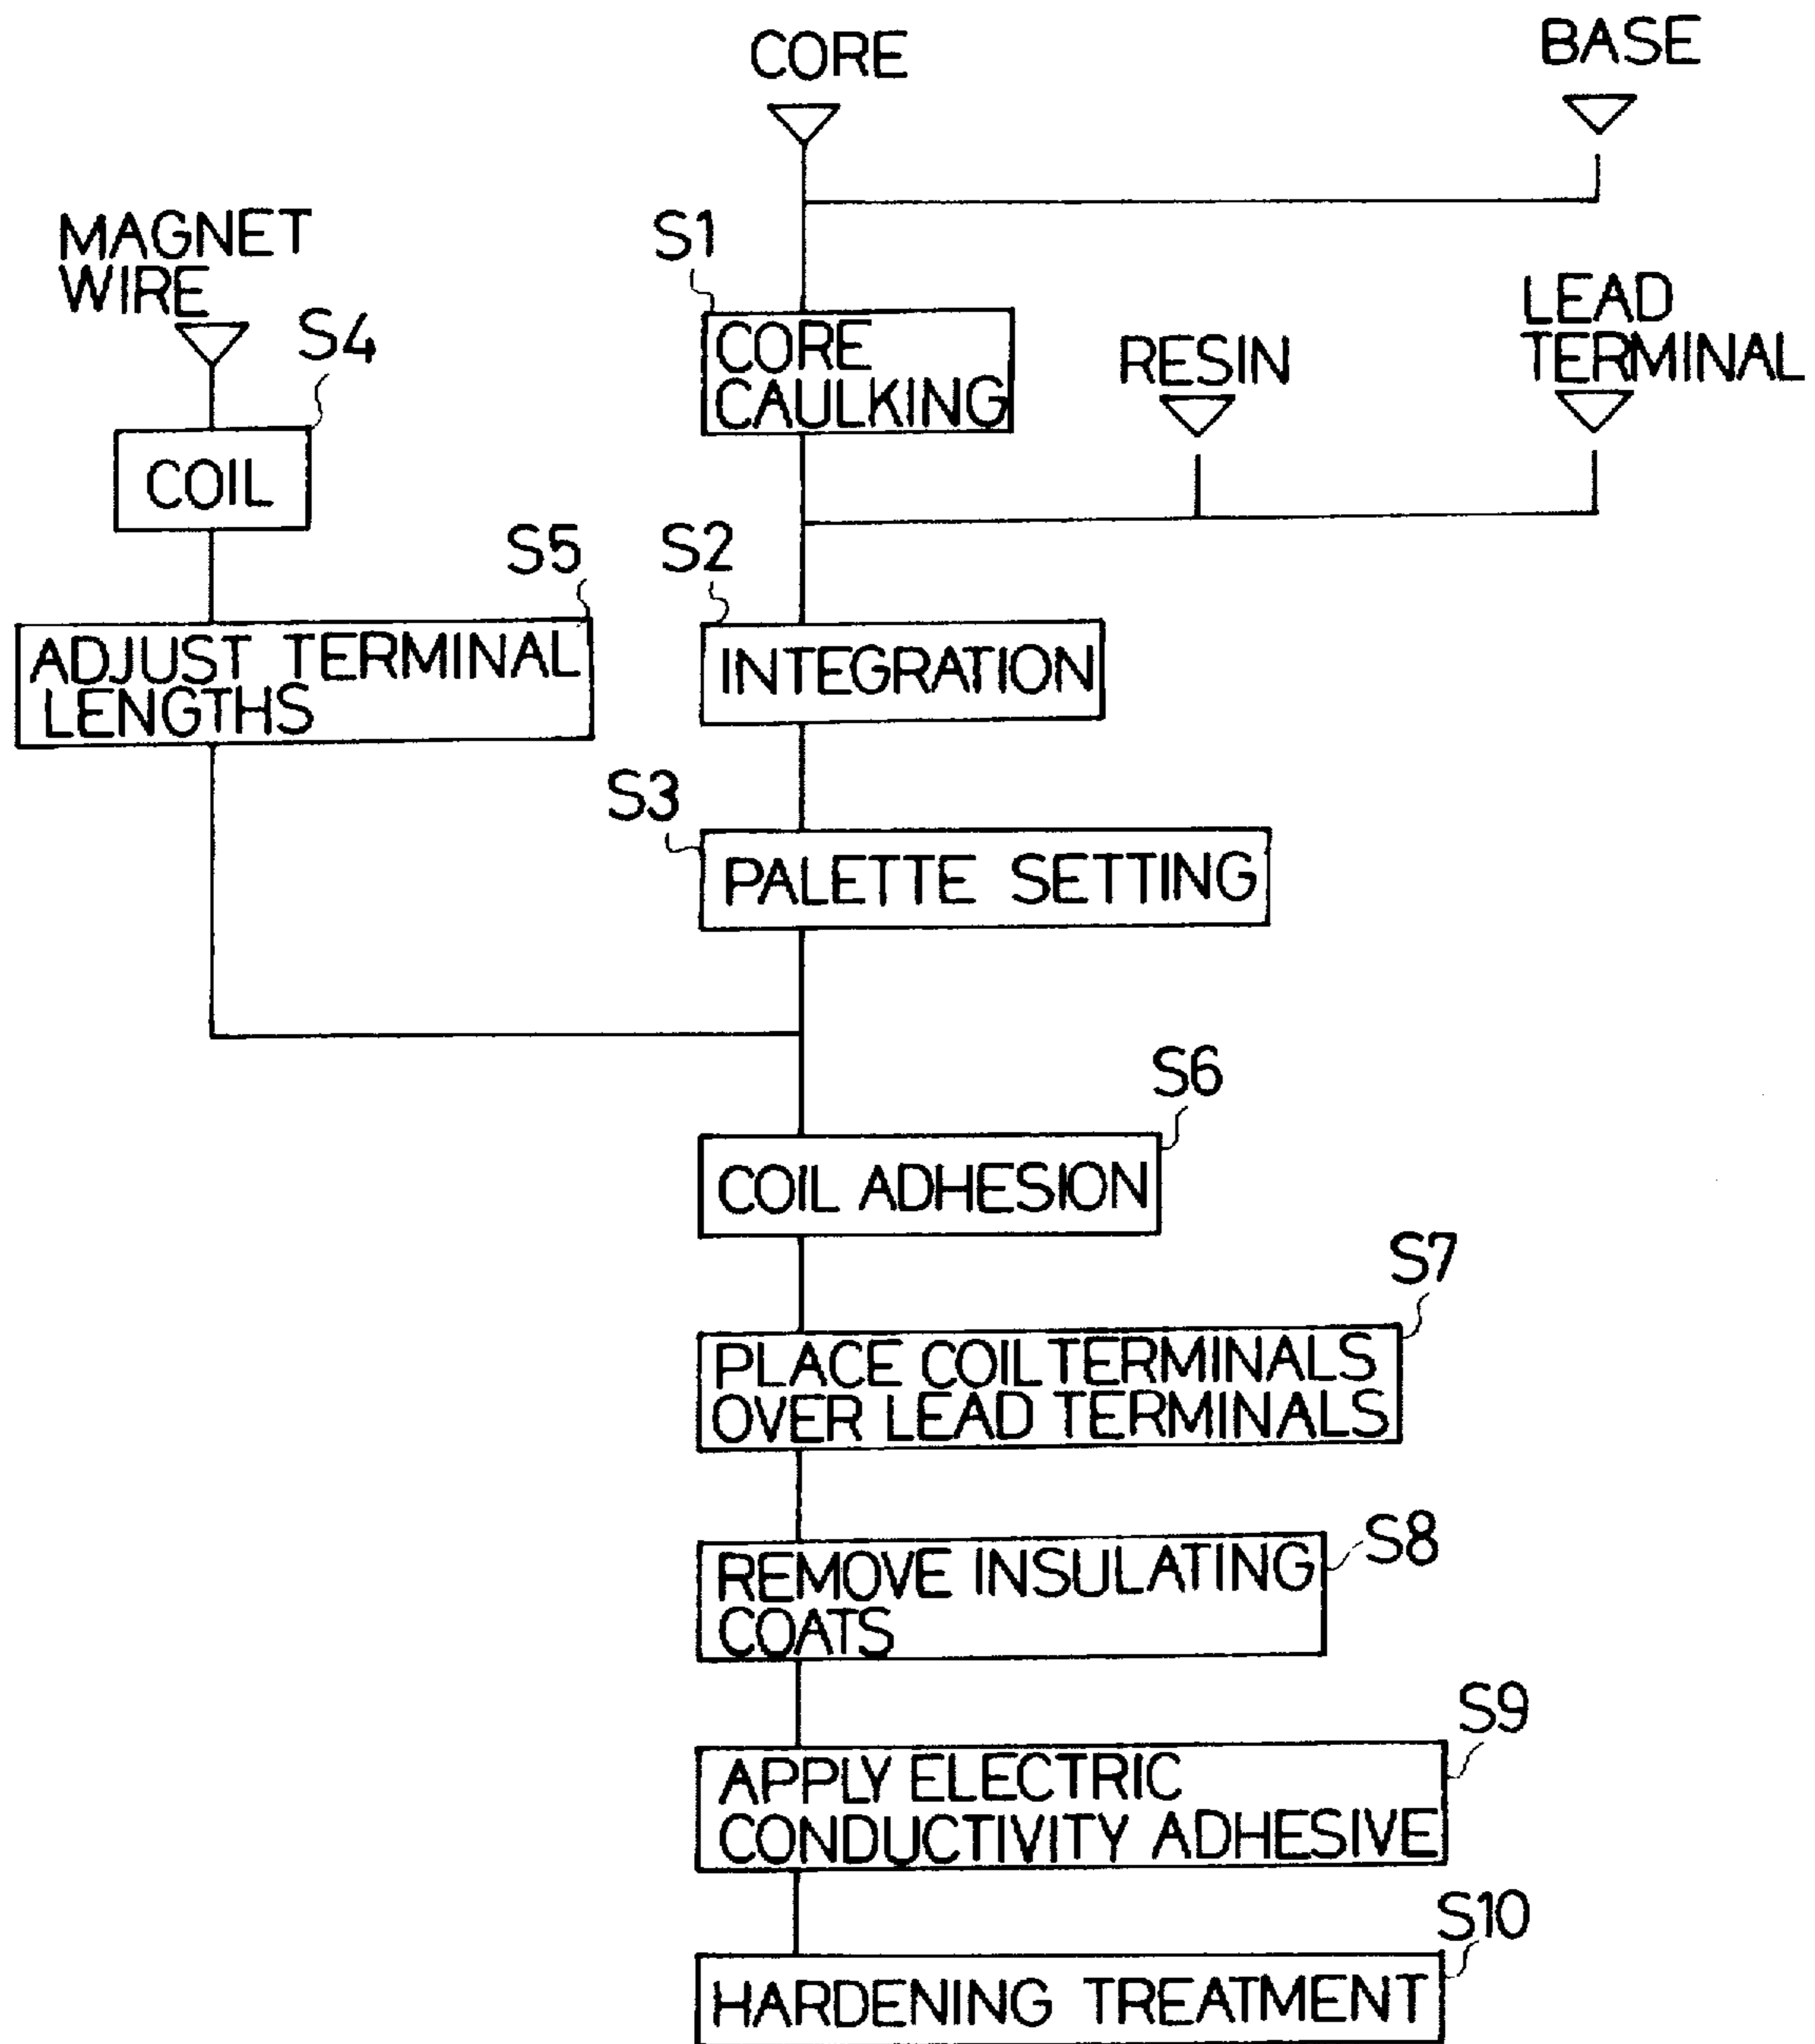 CORE
BASE
MAGNET
WIRE
S1
CORE
CAULKING
RESIN
LEAD
TERMINAL
S4
COIL
S5
ADJUST TERMINAL
LENGTHS
S2
INTEGRATION
S3
PALETTE SETTING
S6
COIL ADHESION
S7
PLACE COIL TERMINALS
OVER LEAD TERMINALS
S8
REMOVE INSULATING
COATS
S9
APPLY ELECTRIC
CONDUCTIVITY ADHESIVE
S10
HARDENING TREATMENT